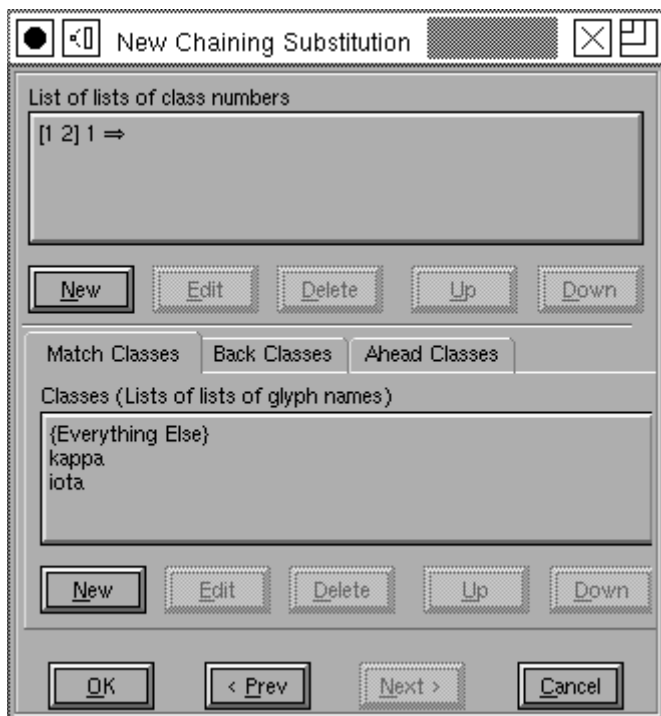 New Chaining Substitution
List of lists of class numbers
[1 2] 1 ⇒
New Edit Delete Up Down
Match Classes Back Classes Ahead Classes
Classes (Lists of lists of glyph names)
{Everything Else}
kappa
iota
New Edit Delete Up Down
OK < Prev Next > Cancel